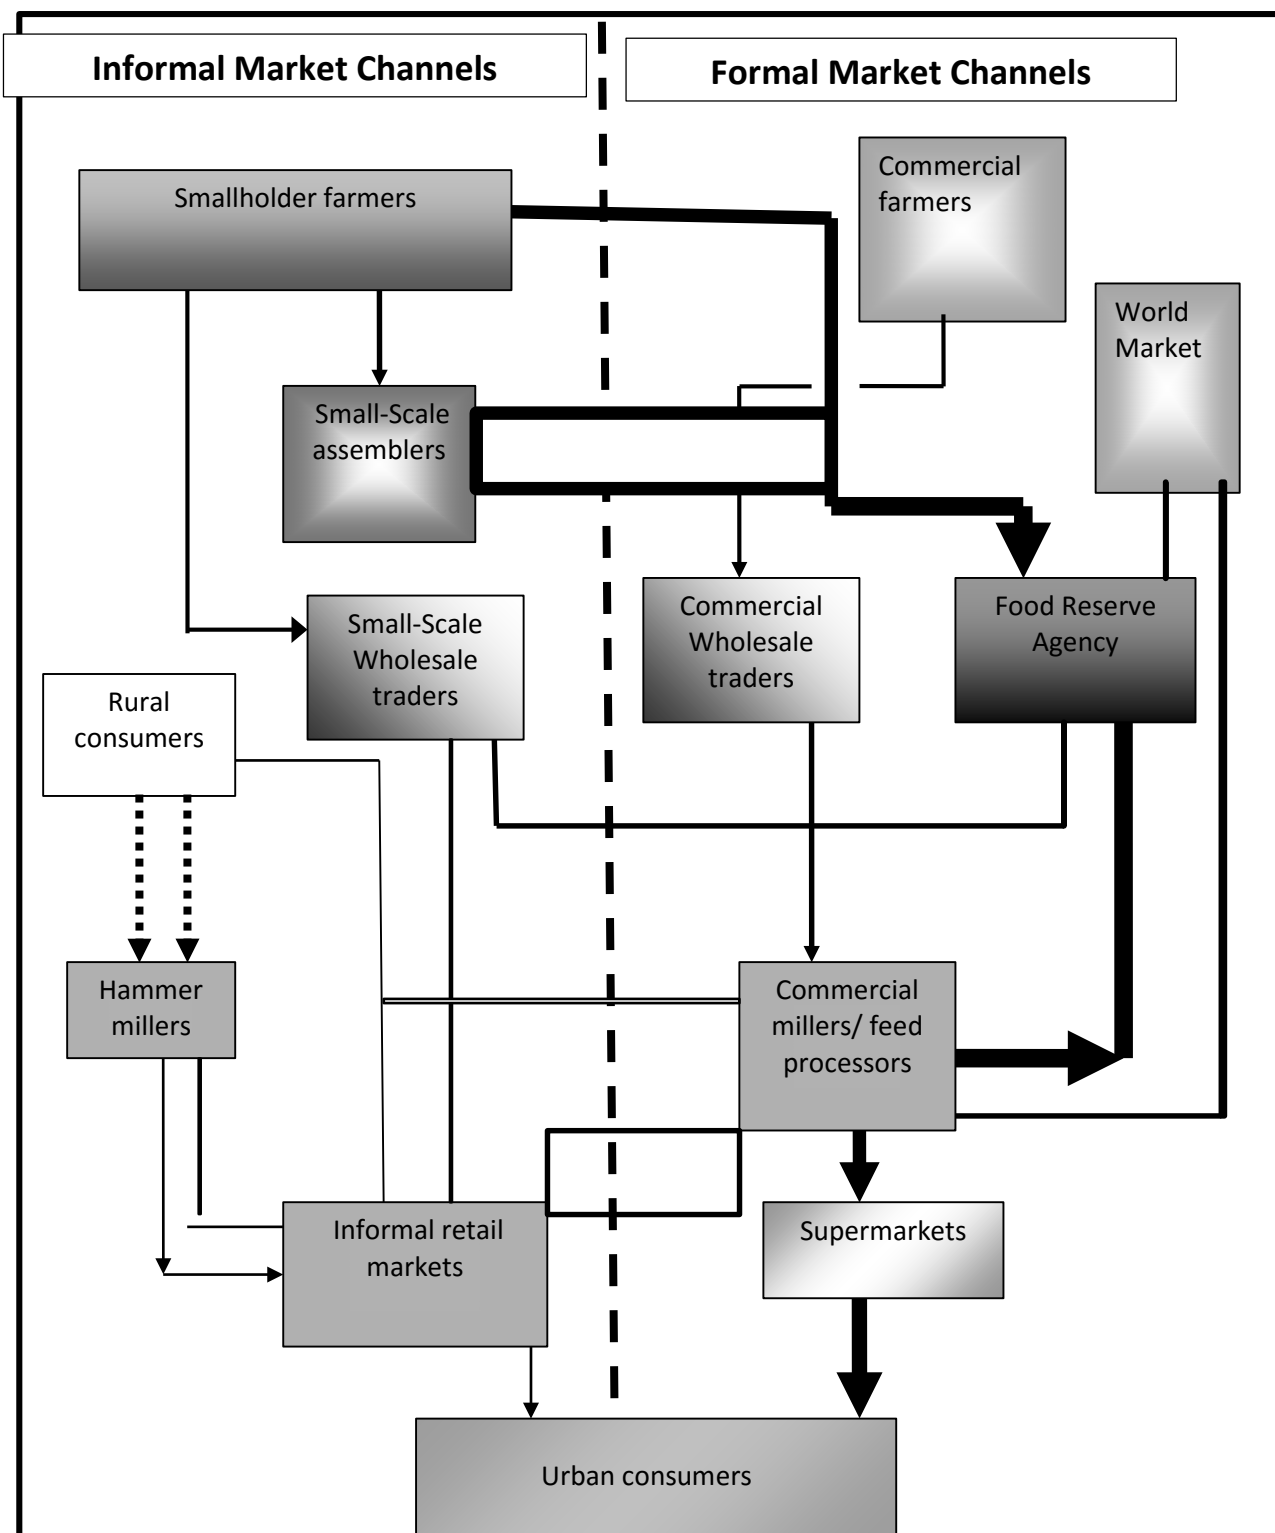 Informal Market Channels
Formal Market Channels
Smallholder farmers
Commercial
farmers
World
Market
Small-Scale
assemblers
Small-Scale
Wholesale
traders
Commercial
Wholesale
traders
Food Reserve
Agency
Rural
consumers
Hammer
millers
Commercial
millers/ feed
processors
Informal retail
markets
Supermarkets
Urban consumers